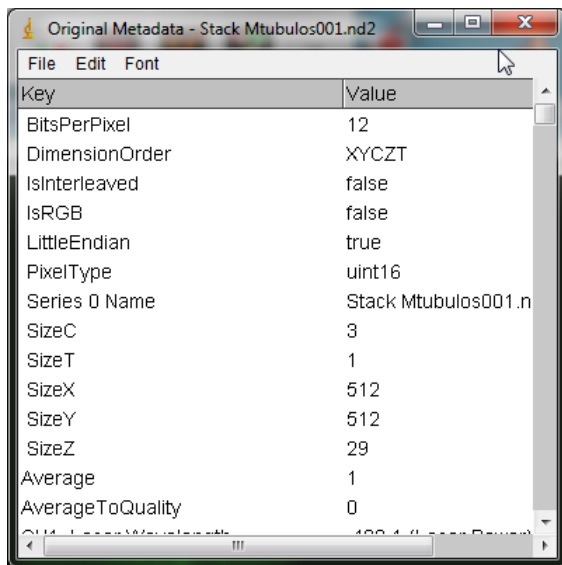 Original Metadata - Stack Mtubulos001.nd2
File Edit Font
Key Value
BitsPerPixel 12
DimensionOrder XYCZT
IsInterleaved false
IsRGB false
LittleEndian true
PixelType uint16
Series 0 Name Stack Mtubulos001.n
SizeC 3
SizeT 1
SizeX 512
SizeY 512
SizeZ 29
Average 1
AverageToQuality 0